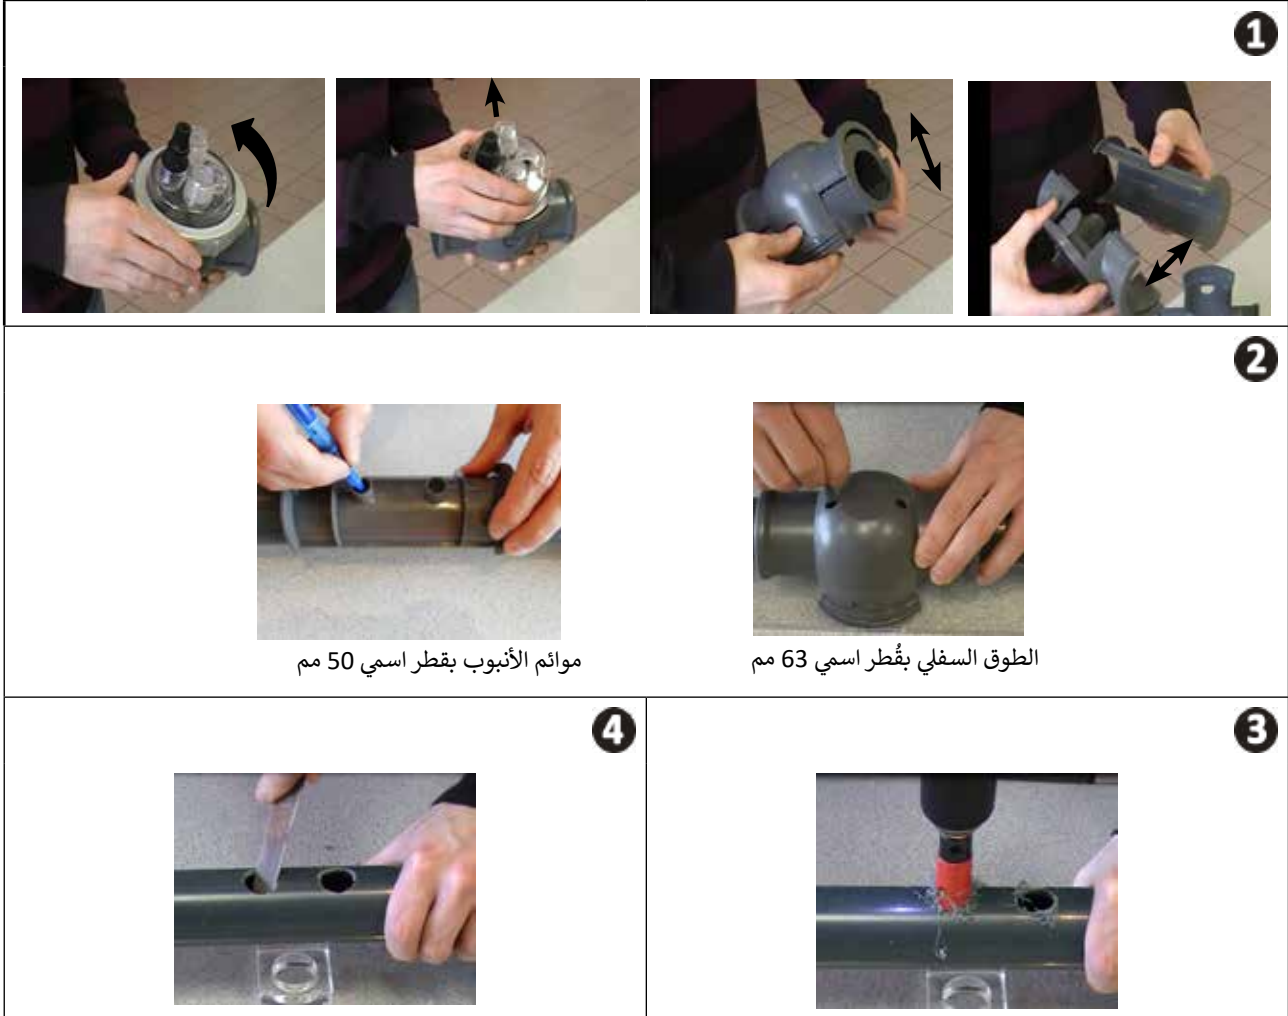 ❶
❷
الطوق السفلي بقُطر اسمي 63 مم
موائم الأنبوب بقطر اسمي 50 مم
❸
❹